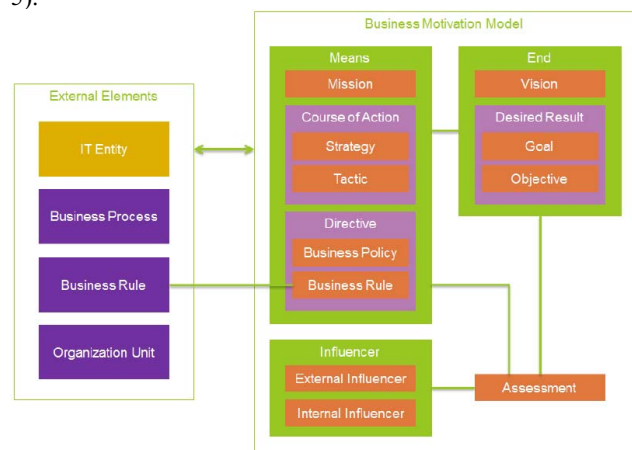 5).
Business Motivation Model
External Elements
IT Entity
Business Process
Business Rule
Organization Unit
Means
Mission
Course of Action
Strategy
Tactic
Directive
Business Policy
Business Rule
End
Vision
Desired Result
Goal
Objective
Influencer
External Influencer
Internal Influencer
Assessment